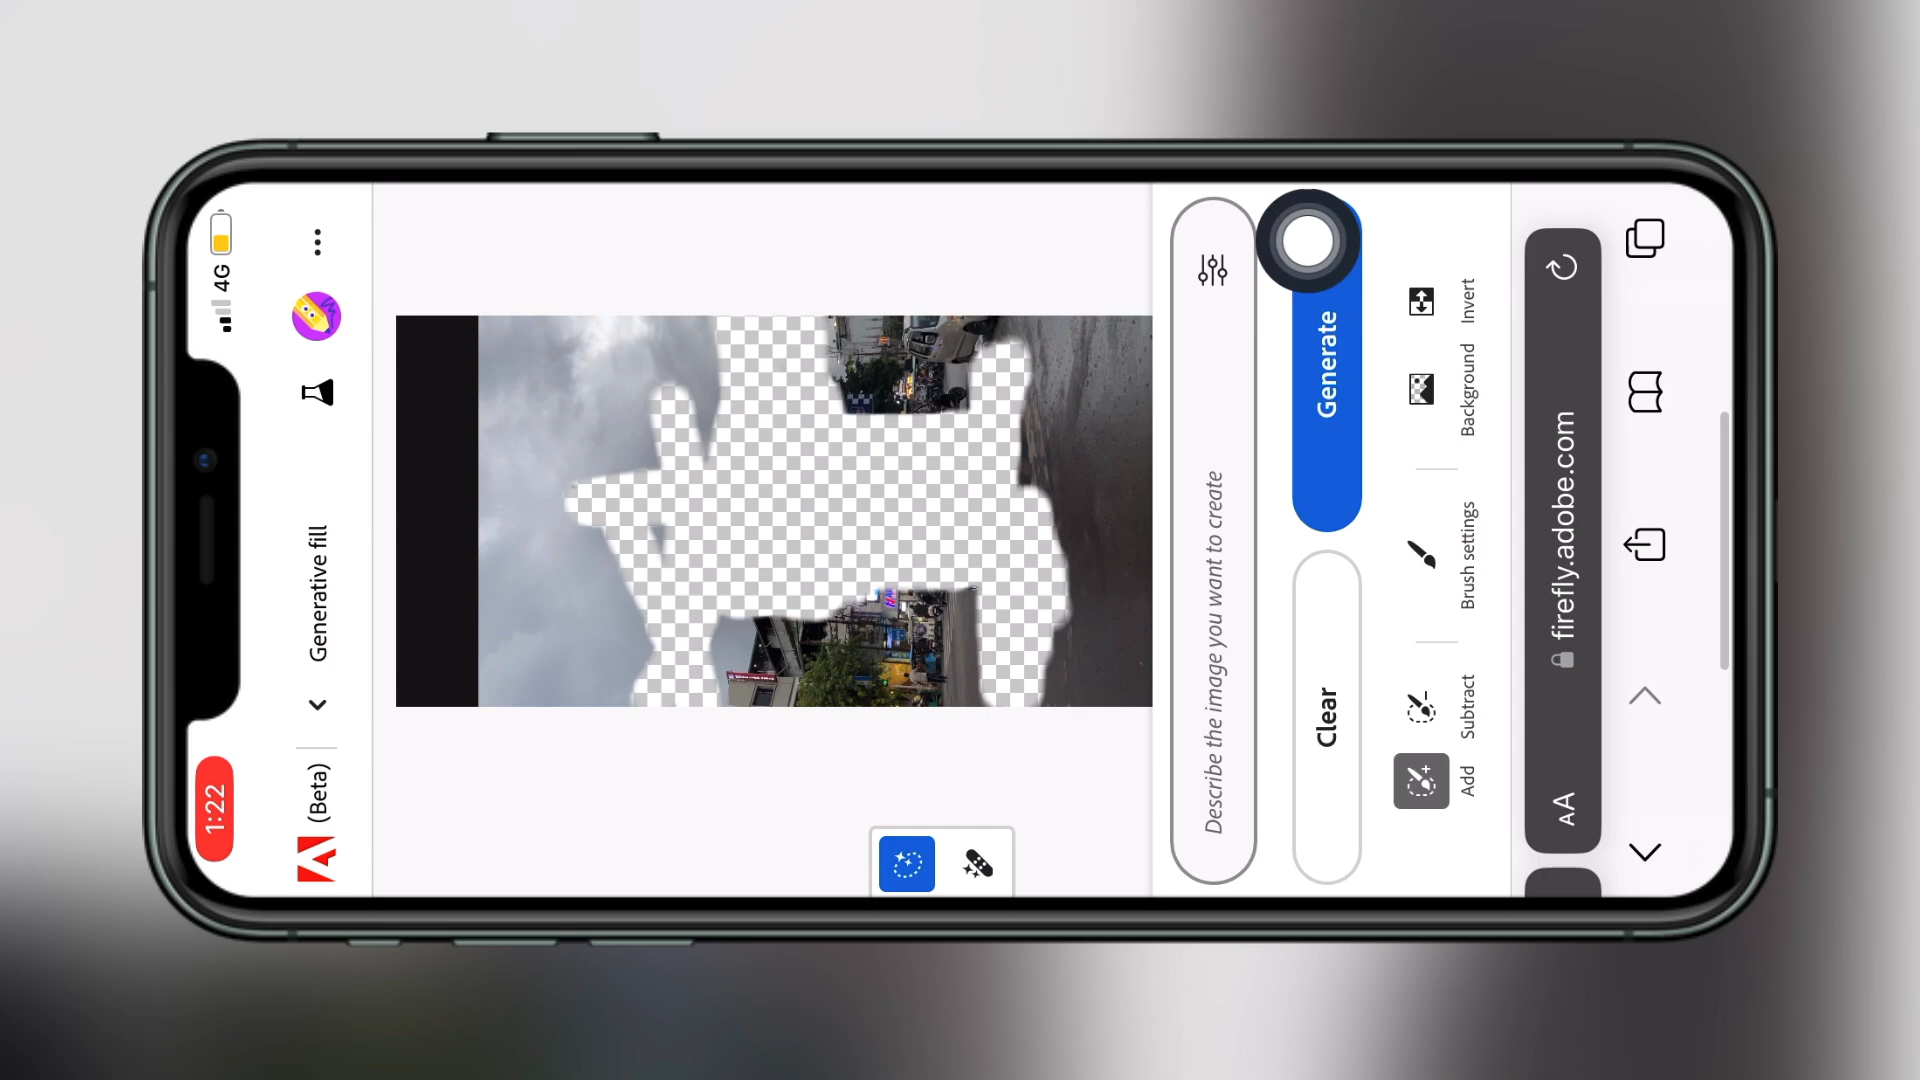 1:22
4G
(Beta)
Generative fill
Describe the image you want to create
Clear
Generate
Add
Subtract
Brush settings
Background
Invert
AA
firefly.adobe.com